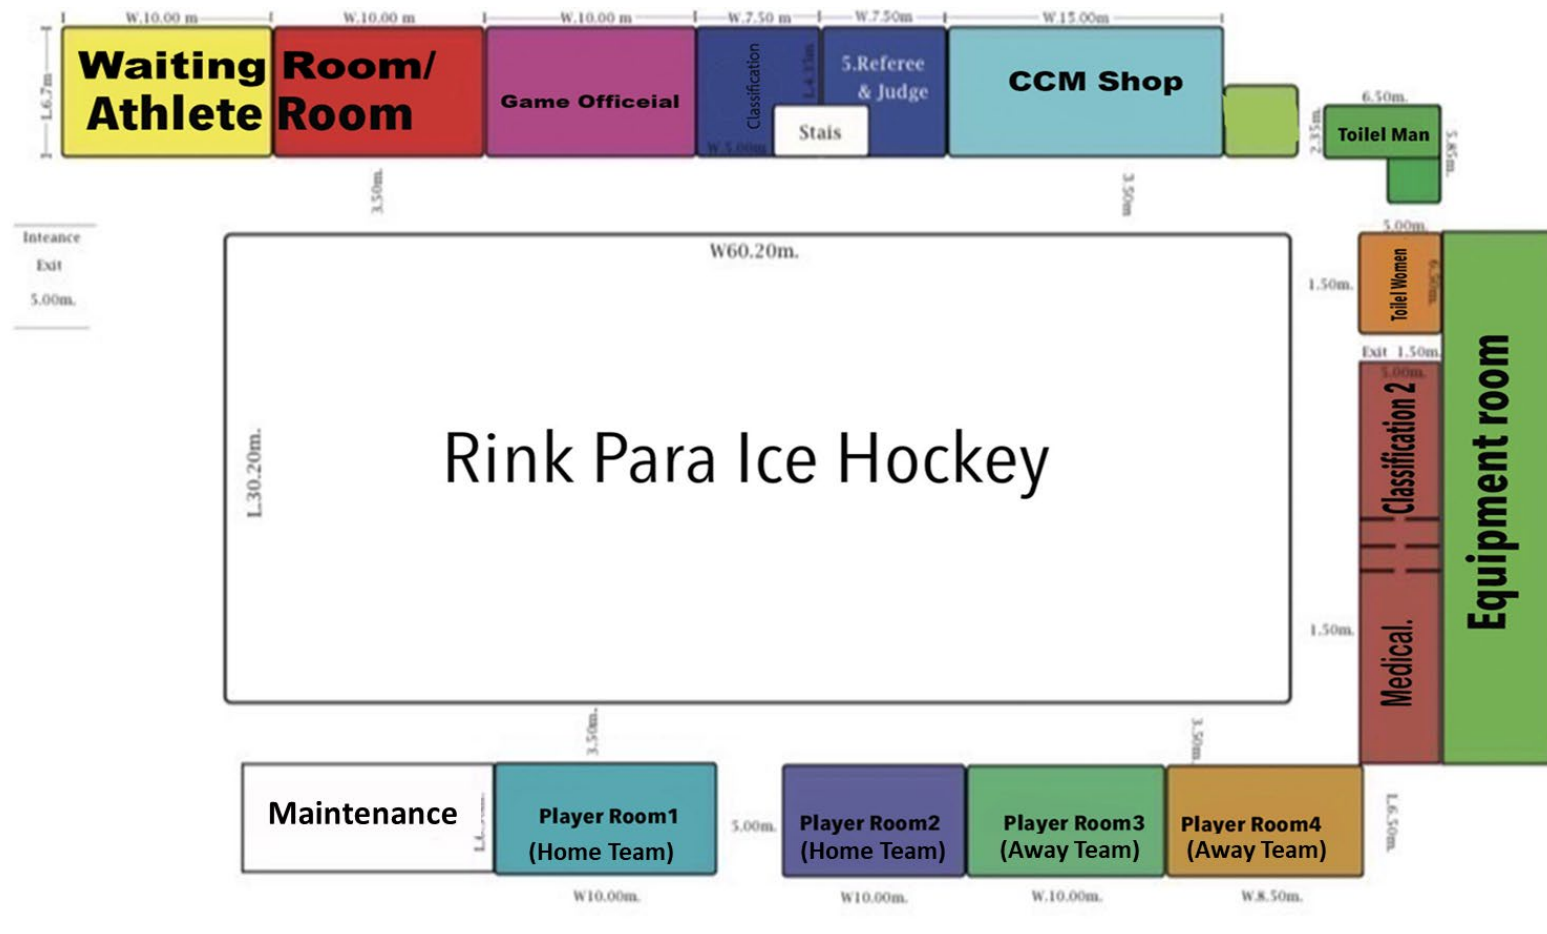 W.10.00 m
W.10.00 m
W.10.00 m
W.7.50 m
W.7.50m
W.15.00m
L.6.7m
Waiting Room/
Athlete Room
Game Officeial
Classification
L.4.35m
W.5.00m
5.Referee
& Judge
Stais
CCM Shop
6.50m.
2.35m.
Toilel Man
5.85m.
3.50m.
3.50m
Inteance
Exit
5.00m.
W60.20m.
L.30.20m.
Rink Para Ice Hockey
1.50m.
5.00m.
Toilel Women
6.50m.
Exit 1.50m.
5.00m.
Classification 2
Equipment room
1.50m.
Medical.
3.50m.
3.50m.
Maintenance
Player Room1
(Home Team)
5.00m.
Player Room2
(Home Team)
Player Room3
(Away Team)
Player Room4
(Away Team)
L.6.50m.
W10.00m.
W10.00m.
W.10.00m.
W.8.50m.